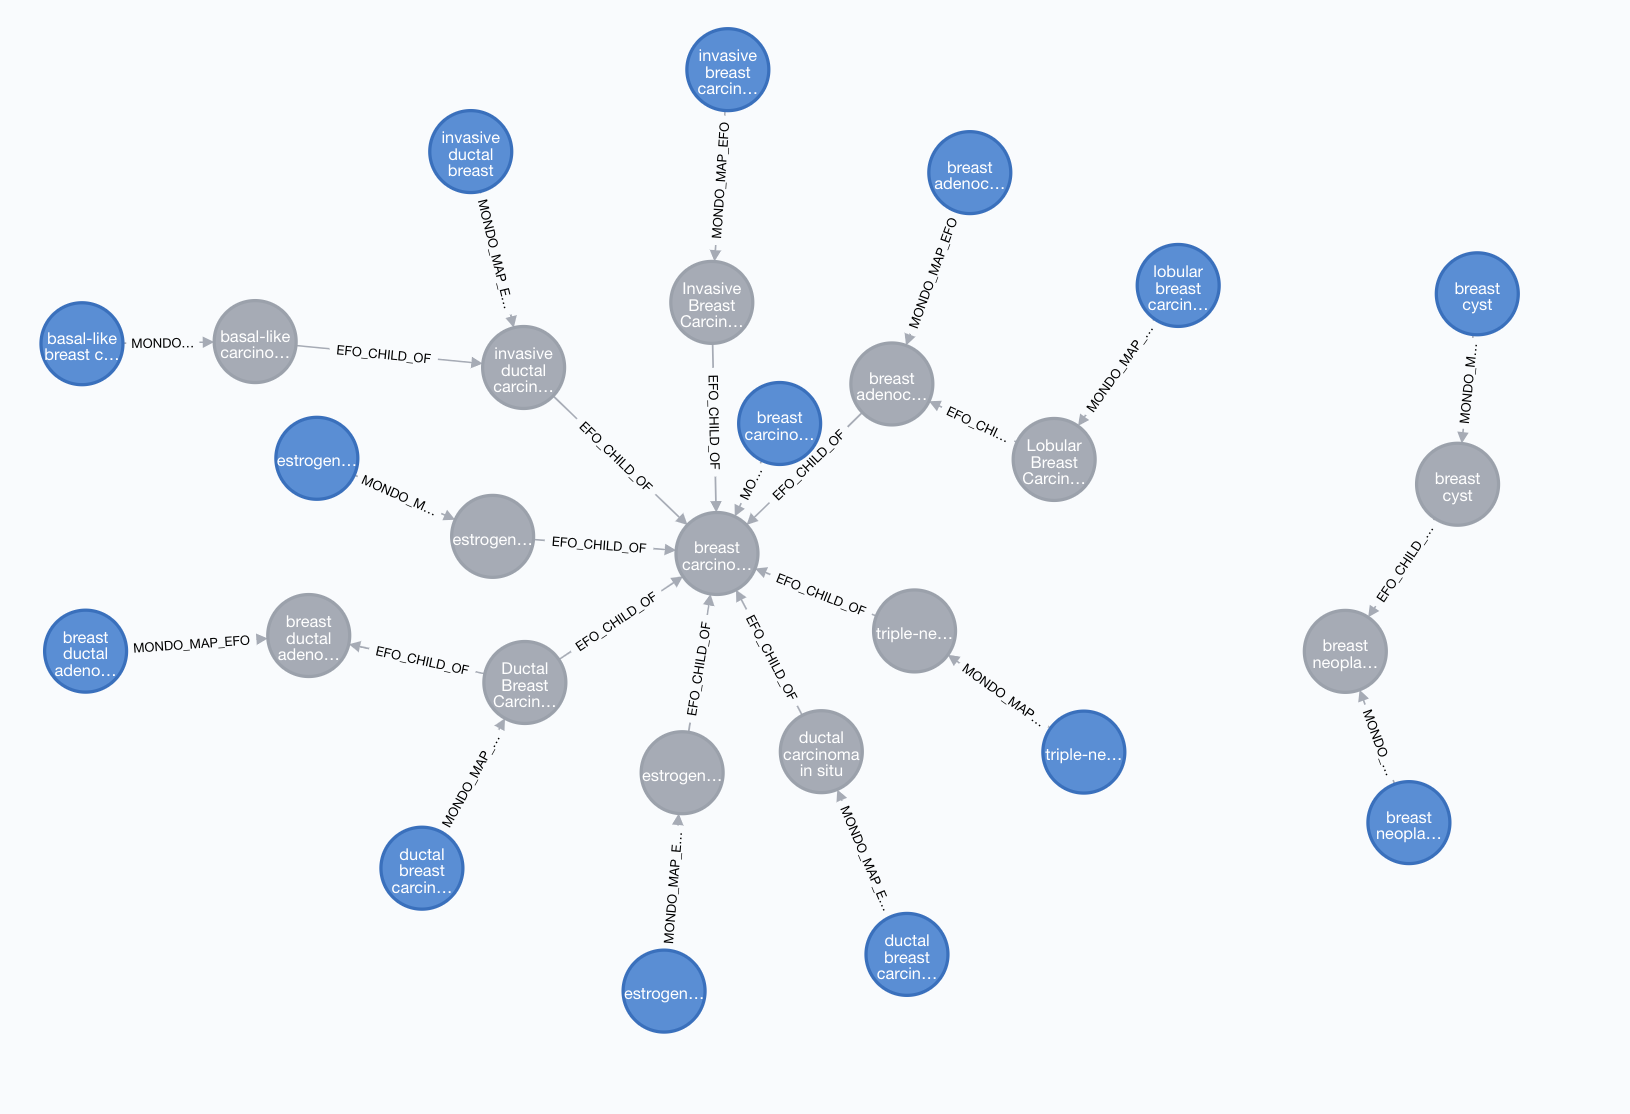 invasive
breast
carcin…
MONDO_MAP_EFO
invasive
ductal
breast
MONDO_MAP_E…
breast
adenoc…
MONDO_MAP_EFO
lobular
breast
carcin…
MONDO_MAP_…
breast
cyst
MONDO_M…
Invasive
Breast
Carcin…
EFO_CHILD_OF
basal-like
breast c…
MONDO…
basal-like
carcino…
EFO_CHILD_OF
invasive
ductal
carcin…
EFO_CHILD_OF
breast
adenoc…
EFO_CHILD_OF
EFO_CHI…
Lobular
Breast
Carcin…
breast
carcino…
MO…
estrogen…
MONDO_M…
estrogen…
EFO_CHILD_OF
breast
carcino…
breast
cyst
EFO_CHILD_…
breast
ductal
adeno…
MONDO_MAP_EFO
breast
ductal
adeno…
EFO_CHILD_OF
Ductal
Breast
Carcin…
EFO_CHILD_OF
EFO_CHILD_OF
EFO_CHILD_OF
EFO_CHILD_OF
triple-ne…
MONDO_MAP…
triple-ne…
breast
neopla…
MONDO_…
breast
neopla…
MONDO_MAP_…
ductal
breast
carcin…
estrogen…
MONDO_MAP_E…
estrogen…
ductal
carcinoma
in situ
MONDO_MAP_E…
ductal
breast
carcin…